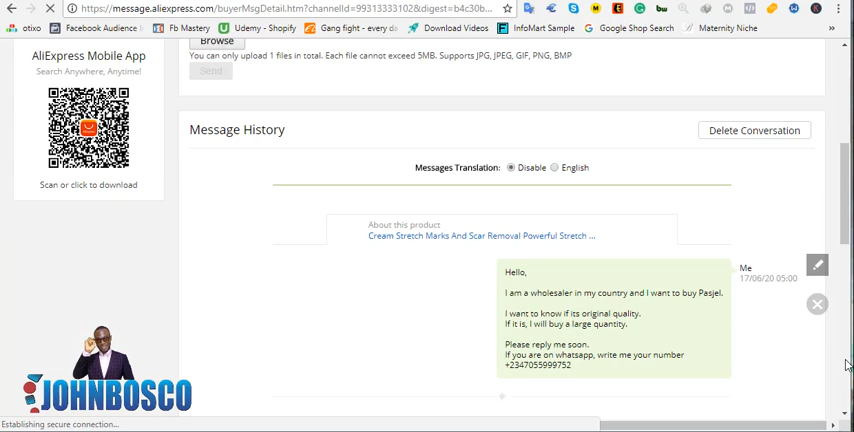 https://message.aliexpress.com/buyerMsgDetail.htm?channelId=99313333102&digest=b4c30b...
otixo
Facebook Audience
Fb Mastery
Udemy - Shopify
Gang fight - every da
Download Videos
InfoMart Sample
Google Shop Search
Maternity Niche
»
AliExpress Mobile App
Search Anywhere, Anytime!
Scan or click to download
Browse
You can only upload 1 files in total. Each file cannot exceed 5MB. Supports JPG, JPEG, GIF, PNG, BMP
Send
Message History
Delete Conversation
Messages Translation: Disable English
About this product
Cream Stretch Marks And Scar Removal Powerful Stretch ...
Me
17/06/20 05:00
Hello,
I am a wholesaler in my country and I want to buy Pasjel.
I want to know if its original quality.
If it is, I will buy a large quantity.
Please reply me soon.
If you are on whatsapp, write me your number
+2347055999752
JOHNBOSCO
Establishing secure connection...